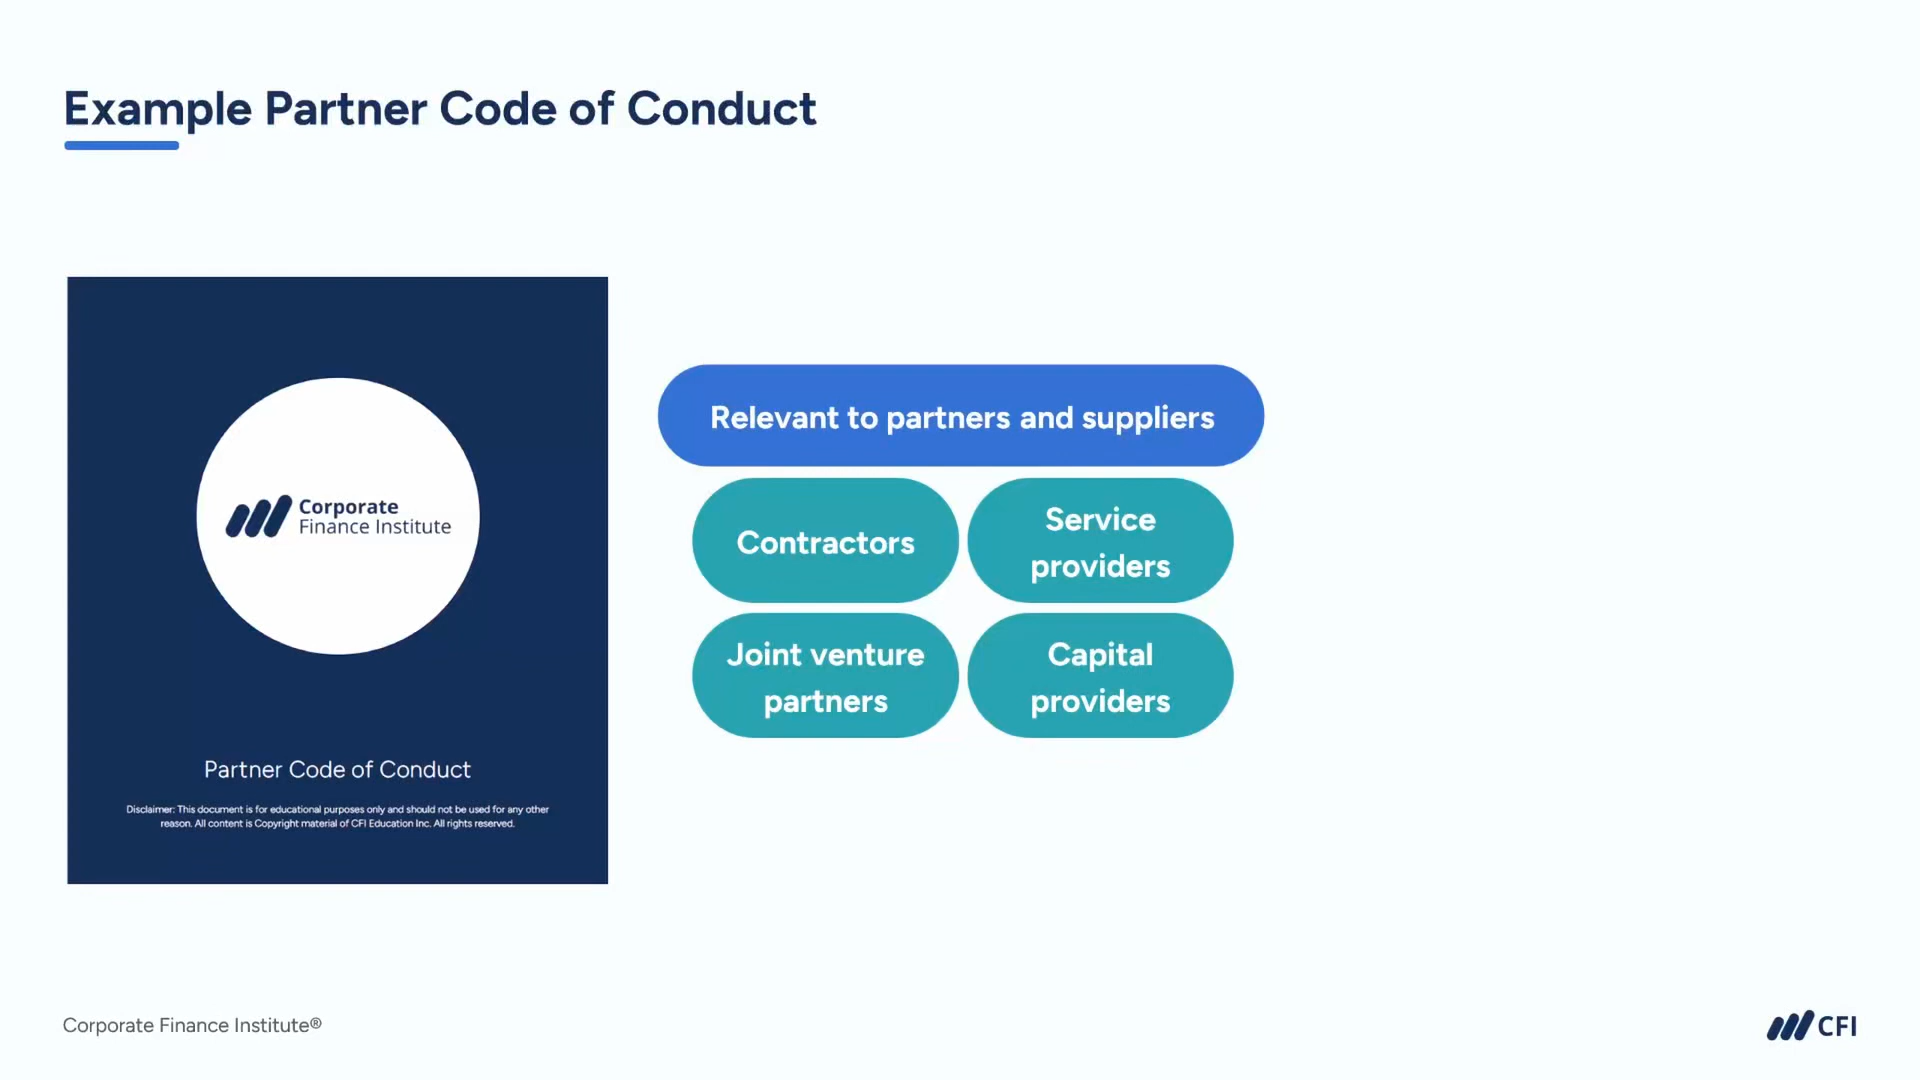 Example Partner Code of Conduct
Corporate
Finance Institute
Partner Code of Conduct
Disclaimer: This document is for educational purposes only and should not be used for any other
reason. All content is Copyright material of CFI Education Inc. All rights reserved.
Relevant to partners and suppliers
Contractors
Service
providers
Joint venture
partners
Capital
providers
Corporate Finance Institute®
CFI